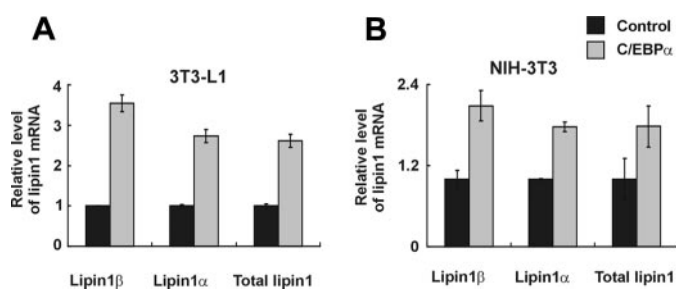 A
3T3-L1
Relative level
of lipin1 mRNA
4
3
2
1
0
Lipin1β
Lipin1α
Total lipin1
B
NIH-3T3
Control
C/EBPα
Relative level
of lipin1 mRNA
2.4
1.2
0
Lipin1β
Lipin1α
Total lipin1